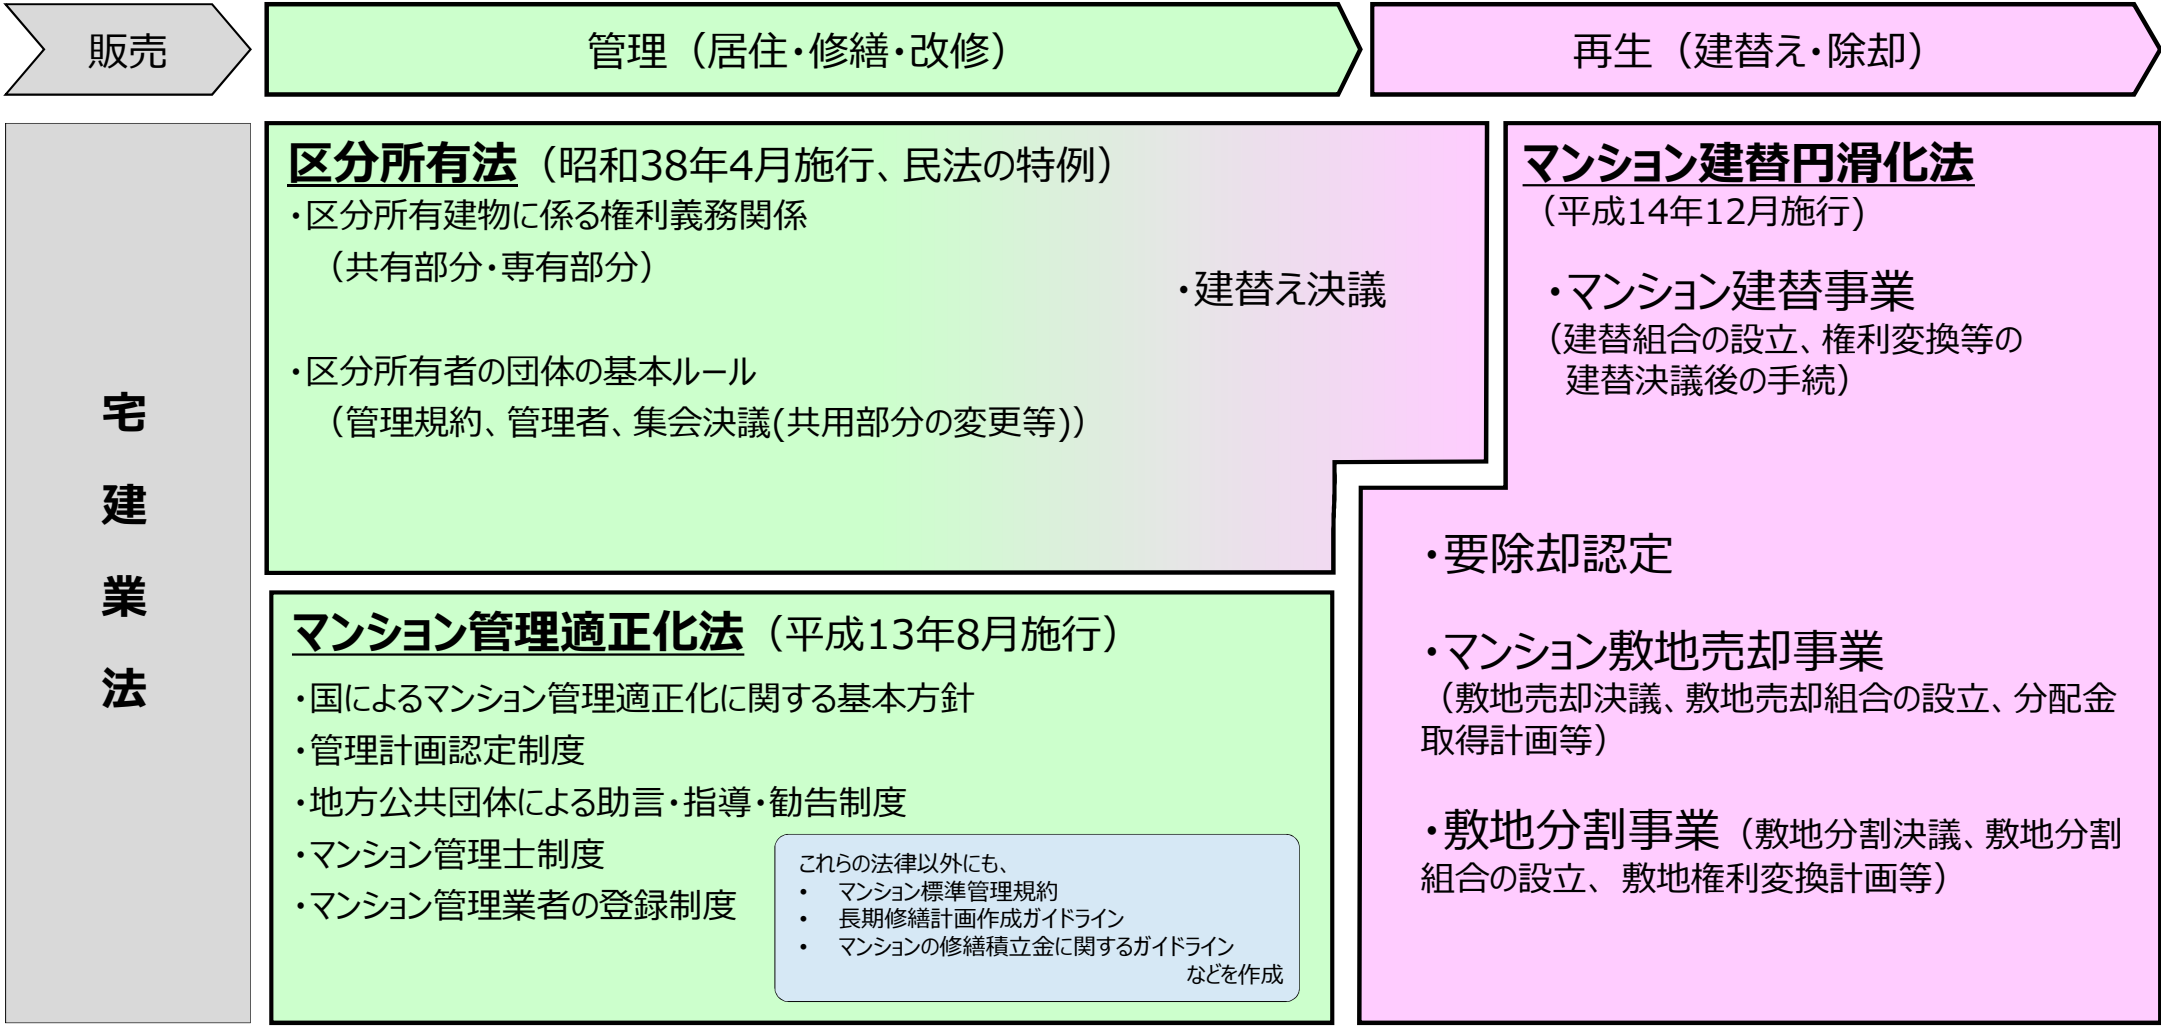 販売
管理（居住・修繕・改修）
再生（建替え・除却）
宅
建
業
法
区分所有法（昭和38年4月施行、民法の特例）
・区分所有建物に係る権利義務関係
（共有部分・専有部分）
・建替え決議
・区分所有者の団体の基本ルール
（管理規約、管理者、集会決議(共用部分の変更等)）
マンション管理適正化法（平成13年8月施行）
・国によるマンション管理適正化に関する基本方針
・管理計画認定制度
・地方公共団体による助言・指導・勧告制度
・マンション管理士制度
・マンション管理業者の登録制度
これらの法律以外にも、
• マンション標準管理規約
• 長期修繕計画作成ガイドライン
• マンションの修繕積立金に関するガイドライン
などを作成
マンション建替円滑化法
（平成14年12月施行)
・マンション建替事業
（建替組合の設立、権利変換等の
建替決議後の手続）
・要除却認定
・マンション敷地売却事業
（敷地売却決議、敷地売却組合の設立、分配金
取得計画等）
・敷地分割事業（敷地分割決議、敷地分割
組合の設立、敷地権利変換計画等）